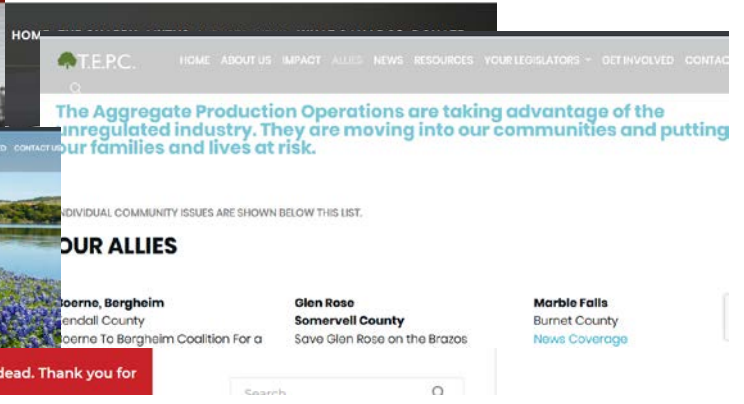 HOM
T.E.P.C.
HOME ABOUT US IMPACT ALLIES NEWS RESOURCES YOUR LEGISLATORS GET INVOLVED CONTAC
The Aggregate Production Operations are taking advantage of the
unregulated industry. They are moving into our communities and putting
our families and lives at risk.
CONTACT US
NDIVIDUAL COMMUNITY ISSUES ARE SHOWN BELOW THIS LIST.
OUR ALLIES
Boerne, Bergheim
Kendall County
Boerne To Bergheim Coalition For a
Glen Rose
Somervell County
Save Glen Rose on the Brazos
Marble Falls
Burnet County
News Coverage
dead. Thank you for
Search